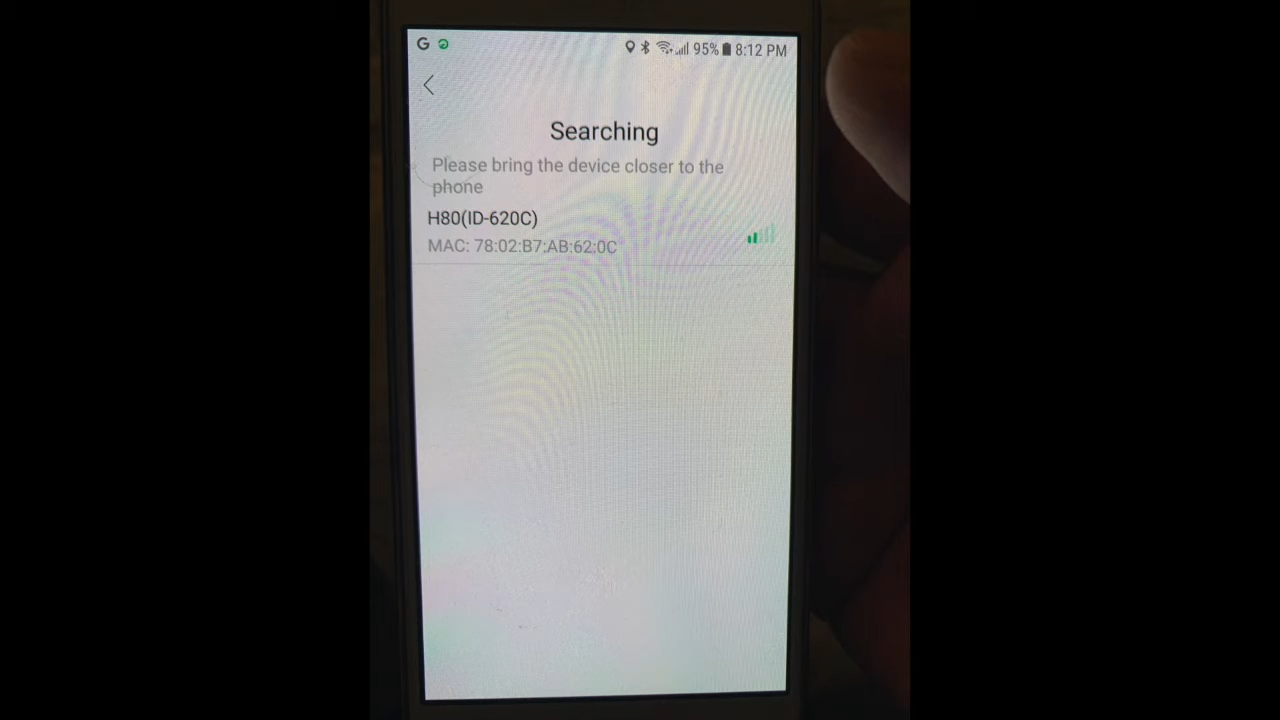 G 95% 8:12 PM
Searching
Please bring the device closer to the
phone
H80(ID-620C)
MAC: 78:02:B7:AB:62:0C